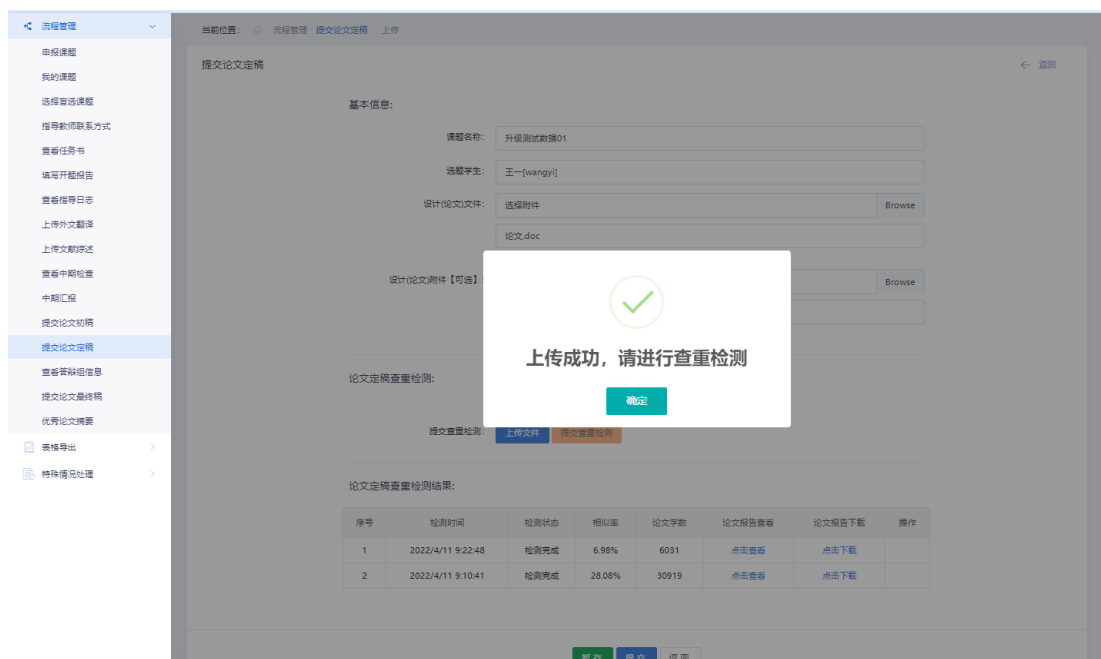 流程管理
当前位置: 流程管理 提交论文定稿 上传
申报课题
我的课题
选择盲选课题
指导教师联系方式
查看任务书
填写开题报告
查看指导日志
上传外文翻译
上传文献综述
查看中期检查
中期汇报
提交论文初稿
提交论文定稿
查看答辩组信息
提交论文最终稿
优秀论文摘要
表格导出
特殊情况处理
提交论文定稿 ← 返回
基本信息:
课题名称: 升级测试数据01
选题学生: 王一[wangyi]
设计(论文)文件: 选择附件 Browse
论文.doc
设计(论文)附件【可选】: Browse
上传成功，请进行查重检测
确定
论文定稿查重检测:
提交查重检测: 上传文件 提交查重检测
论文定稿查重检测结果:
序号 检测时间 检测状态 相似率 论文字数 论文报告查看 论文报告下载 操作
1 2022/4/11 9:22:48 检测完成 6.98% 6031 点击查看 点击下载
2 2022/4/11 9:10:41 检测完成 28.08% 30919 点击查看 点击下载
暂存 提交 返回